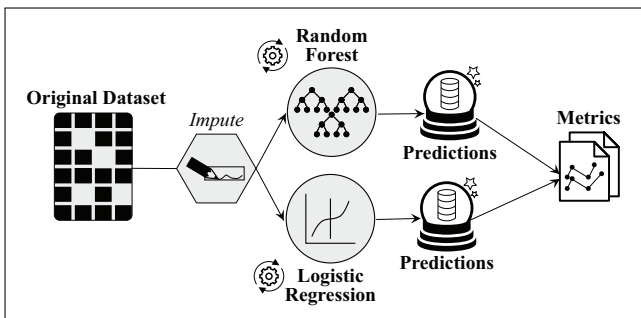 Random
Forest
Original Dataset
Impute
Metrics
Predictions
Predictions
Logistic
Regression